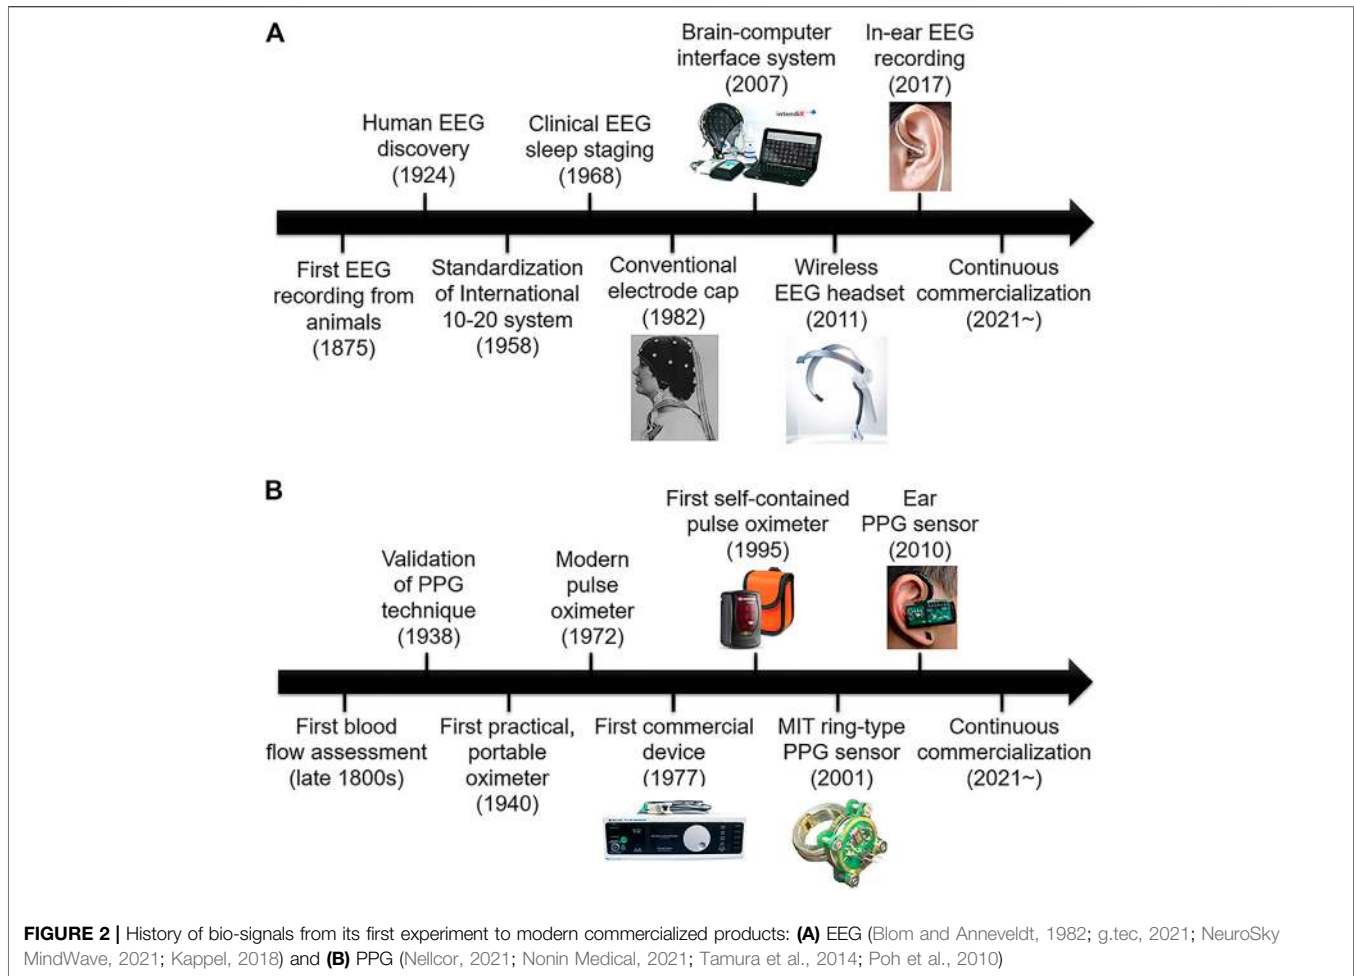 A
Brain-computer
interface system
(2007)
In-ear EEG
recording
(2017)
Human EEG
discovery
(1924)
Clinical EEG
sleep staging
(1968)
intendiX
First EEG
recording from
animals
(1875)
Standardization
of International
10-20 system
(1958)
Conventional
electrode cap
(1982)
Wireless
EEG headset
(2011)
Continuous
commercialization
(2021~)
B
First self-contained
pulse oximeter
(1995)
Ear
PPG sensor
(2010)
Validation
of PPG
technique
(1938)
Modern
pulse
oximeter
(1972)
First blood
flow assessment
(late 1800s)
First practical,
portable
oximeter
(1940)
First commercial
device
(1977)
MIT ring-type
PPG sensor
(2001)
Continuous
commercialization
(2021~)
FIGURE 2 | History of bio-signals from its first experiment to modern commercialized products: (A) EEG (Blom and Anneveldt, 1982; g.tec, 2021; NeuroSky
MindWave, 2021; Kappel, 2018) and (B) PPG (Nellcor, 2021; Nonin Medical, 2021; Tamura et al., 2014; Poh et al., 2010)